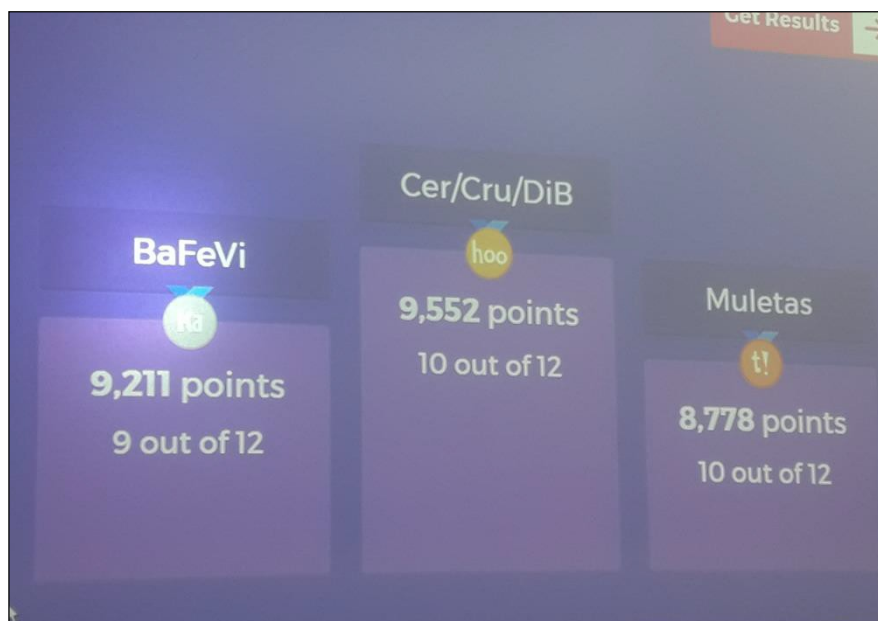 Get Results
Cer/Cru/DiB
hoo
9,552 points
10 out of 12
BaFeVi
Ka
9,211 points
9 out of 12
Muletas
t!
8,778 points
10 out of 12